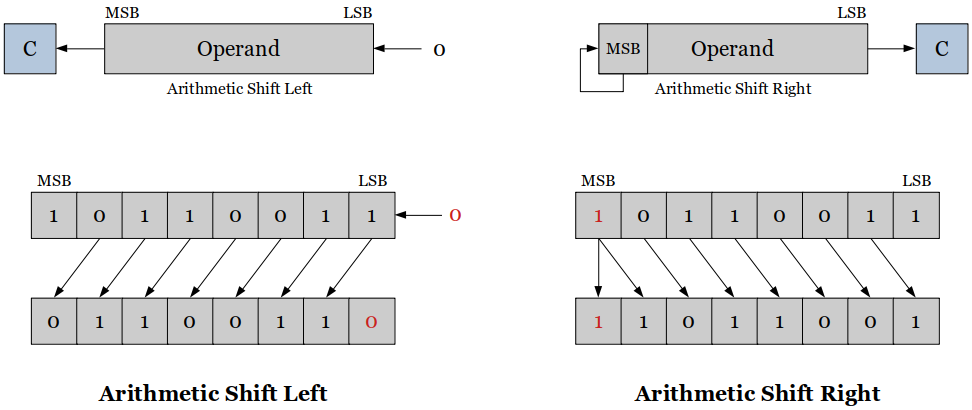 MSB LSB
C Operand 0
Arithmetic Shift Left
LSB
MSB Operand C
Arithmetic Shift Right
MSB LSB
1 0 1 1 0 0 1 1 0
0 1 1 0 0 1 1 0
Arithmetic Shift Left
MSB LSB
1 0 1 1 0 0 1 1
1 1 0 1 1 0 0 1
Arithmetic Shift Right